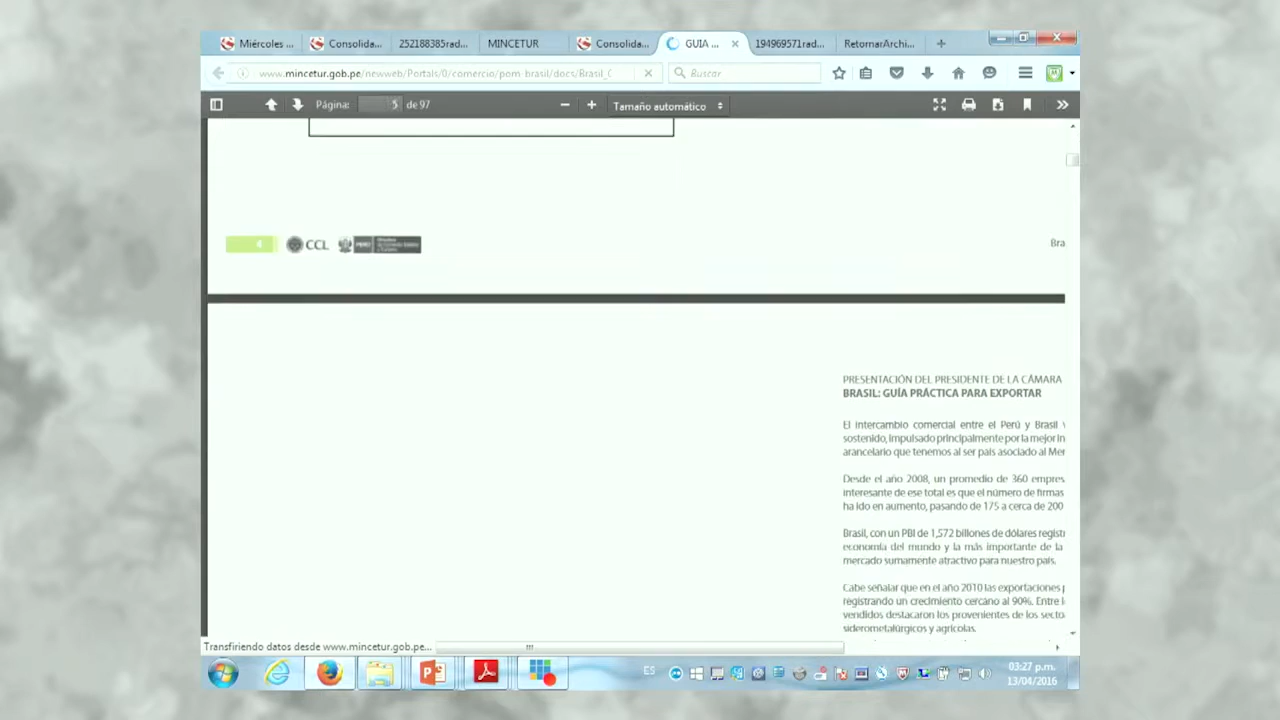 Miércoles ...
Consolida...
252188385rad...
MINCETUR
Consolida...
GUIA ...
194969571rad...
RetornarArchi...
www.mincetur.gob.pe/newweb/Portals/0/comercio/pom-brasil/docs/Brasil_
Buscar
Página: 5 de 97
Tamaño automático
4
CCL
PERÚ
Bra
PRESENTACIÓN DEL PRESIDENTE DE LA CÁMARA
BRASIL: GUÍA PRÁCTICA PARA EXPORTAR
El intercambio comercial entre el Perú y Brasil
sostenido, impulsado principalmente por la mejor in
arancelario que tenemos al ser país asociado al Mer
Desde el año 2008, un promedio de 360 empres
interesante de ese total es que el número de firmas
ha ido en aumento, pasando de 175 a cerca de 200
Brasil, con un PBI de 1,572 billones de dólares registr
economía del mundo y la más importante de la
mercado sumamente atractivo para nuestro país.
Cabe señalar que en el año 2010 las exportaciones p
registrando un crecimiento cercano al 90%. Entre l
vendidos destacaron los provenientes de los secto
siderometalúrgicos y agrícolas.
Transfiriendo datos desde www.mincetur.gob.pe...
ES
03:27 p.m.
13/04/2016